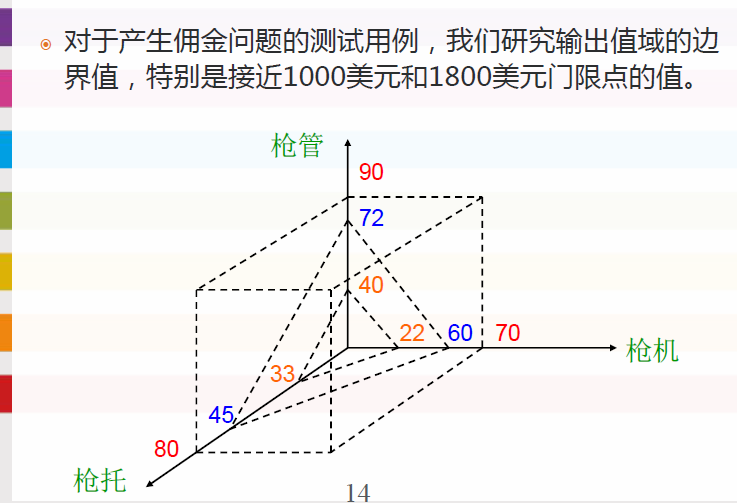 对于产生佣金问题的测试用例，我们研究输出值域的边
界值，特别是接近1000美元和1800美元门限点的值。
枪管
90
72
40
22 60 70
枪机
33
45
80
枪托
14